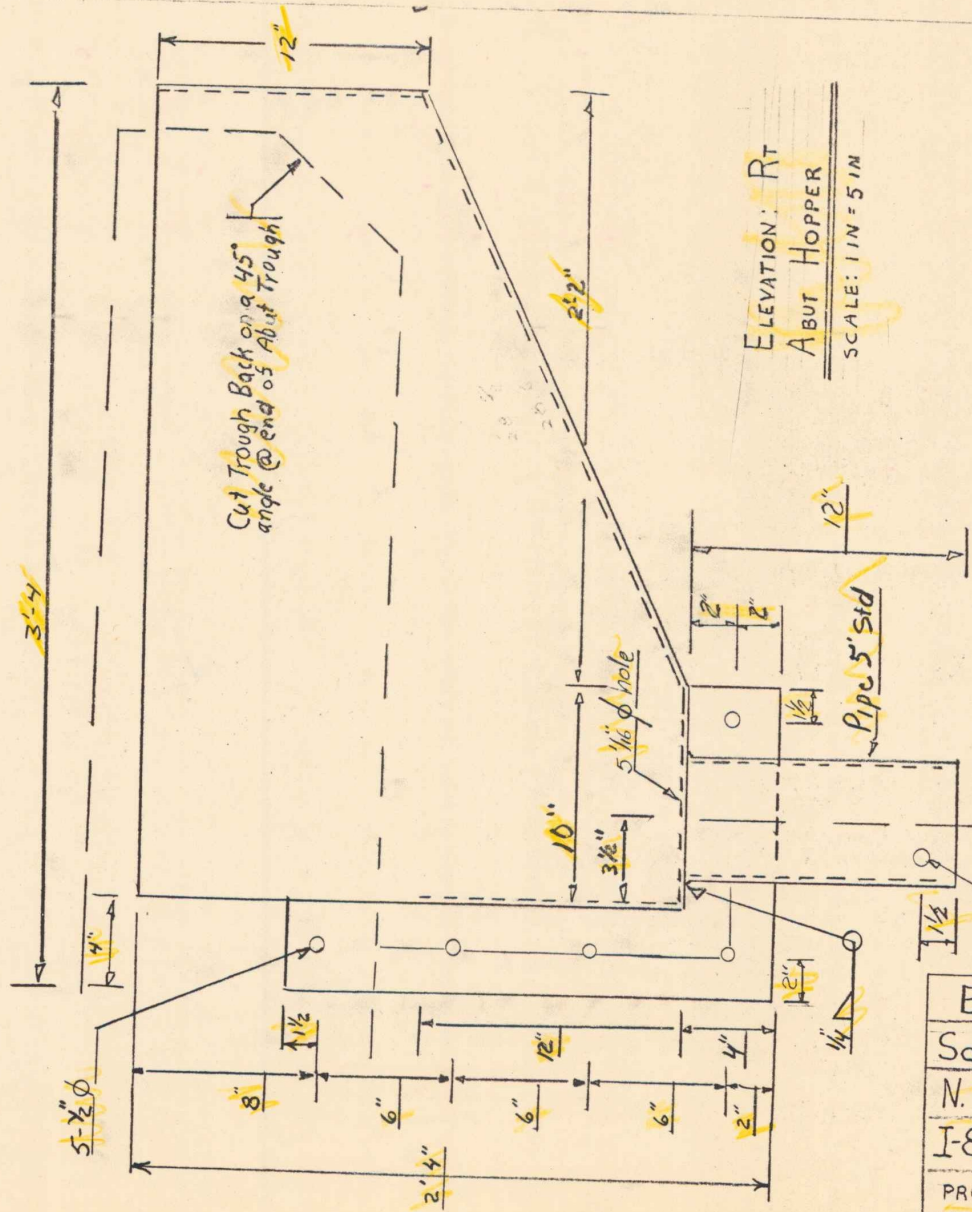 3'-4
12"
4"
Cut Trough Back on a 45°
angle @ end of Abut Trough
5-½"Ø
1½
8"
6"
6"
6"
2"
12"
4"
2'4"
2"
10"
3½"
5/16 Ø hole
2'-2"
2"
2"
1½
12"
Pipe 5" Std
1½
1/4
ELEVATION: RT
ABUT HOPPER
SCALE: 1 IN = 5 IN
N.
PRO